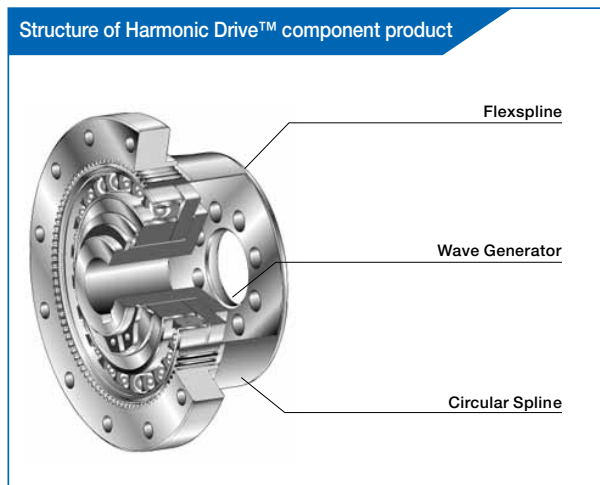 Structure of Harmonic Drive™ component product
Flexspline
Wave Generator
Circular Spline